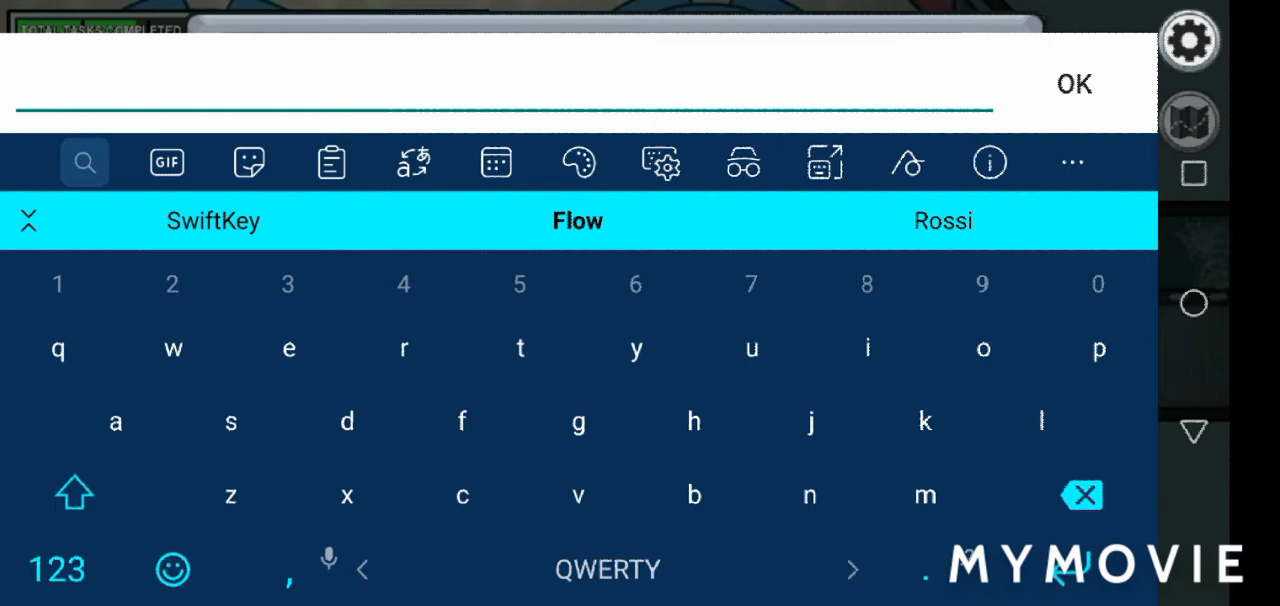 TOTAL TASKS COMPLETED
OK
GIF
SwiftKey Flow Rossi
1 2 3 4 5 6 7 8 9 0
q w e r t y u i o p
a s d f g h j k l
z x c v b n m
123 , < QWERTY > .
MYMOVIE